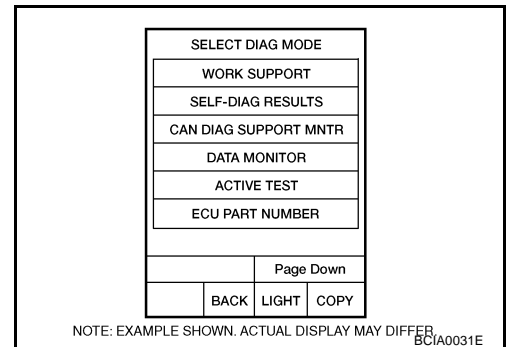 SELECT DIAG MODE
WORK SUPPORT
SELF-DIAG RESULTS
CAN DIAG SUPPORT MNTR
DATA MONITOR
ACTIVE TEST
ECU PART NUMBER
Page Down
BACK LIGHT COPY
NOTE: EXAMPLE SHOWN. ACTUAL DISPLAY MAY DIFFER.
BCIA0031E